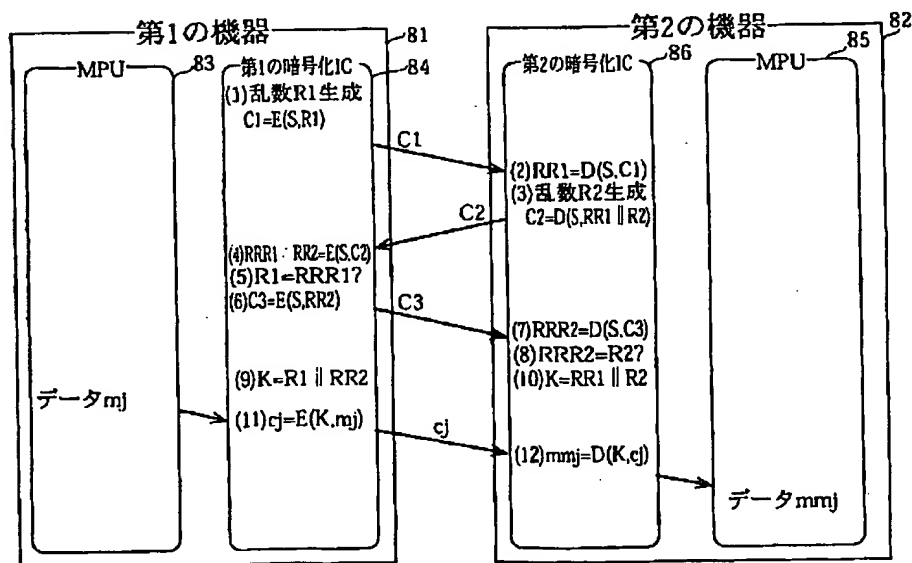 第1の機器
81
MPU
83
第1の暗号化IC
84
(1)乱数R1生成
C1=E(S,R1)
C1
C2
(4)RRR1∥RR2=E(S,C2)
(5)R1=RRR1?
(6)C3=E(S,RR2)
C3
(9)K=R1∥RR2
データmj
(11)cj=E(K,mj)
cj
第2の機器
82
第2の暗号化IC
86
MPU
85
(2)RR1=D(S,C1)
(3)乱数R2生成
C2=D(S,RR1∥R2)
(7)RRR2=D(S,C3)
(8)RRR2=R2?
(10)K=RR1∥R2
(12)mmj=D(K,cj)
データmmj